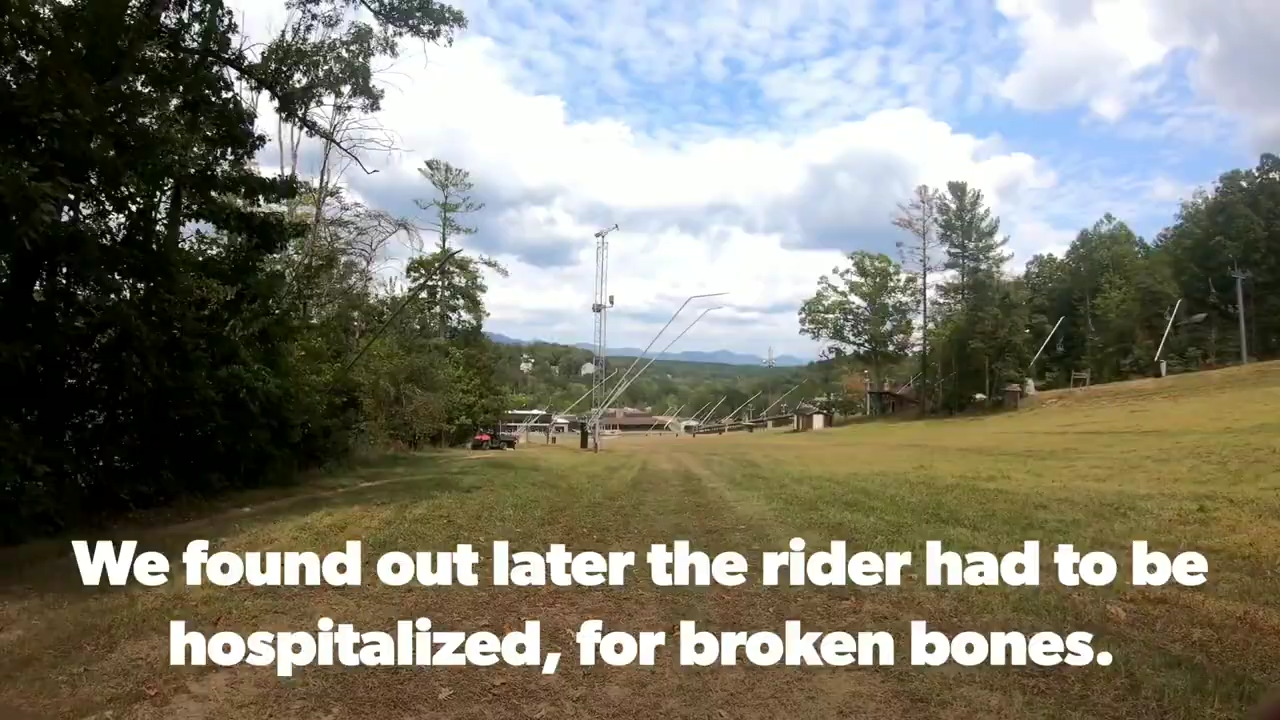 We found out later the rider had to be
hospitalized, for broken bones.